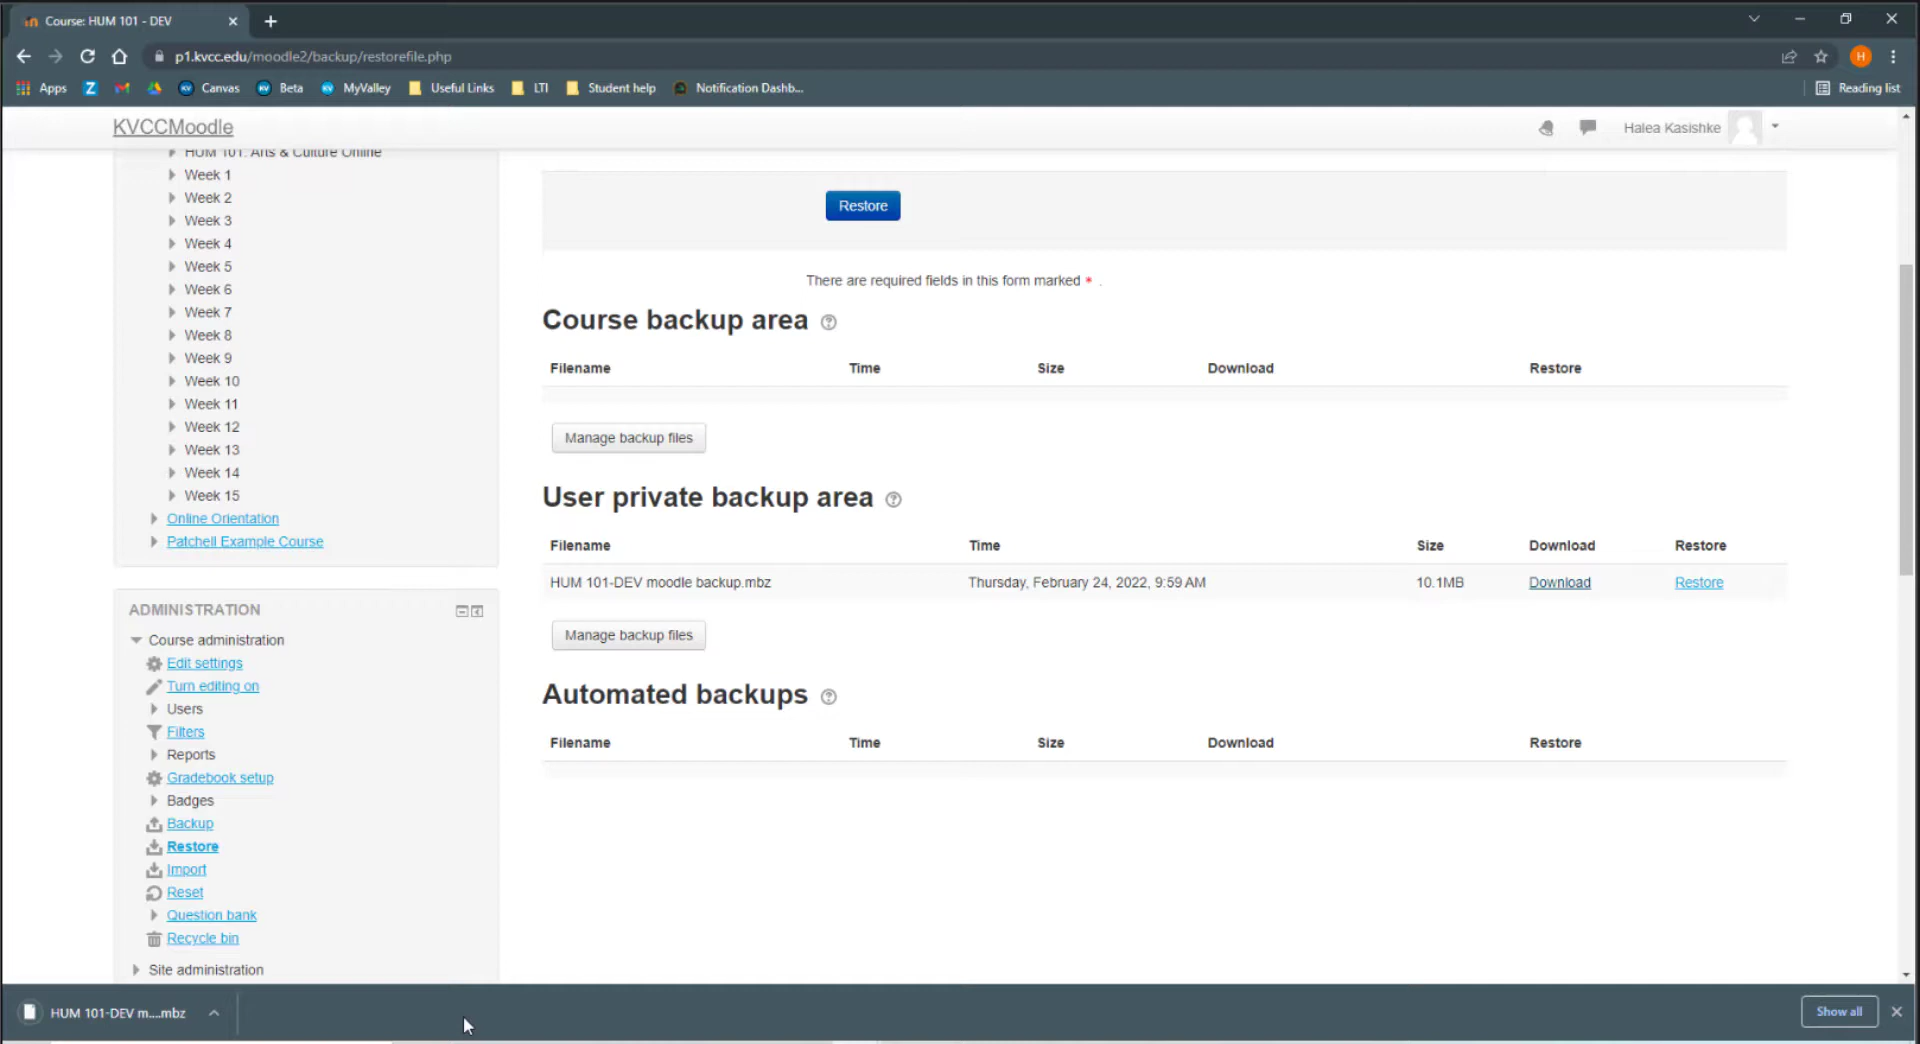 Course: HUM 101 - DEV
p1.kvcc.edu/moodle2/backup/restorefile.php
H
Apps Canvas Beta MyValley Useful Links LTI Student help Notification Dashb... Reading list
KVCCMoodle
Halea Kasishke
HUM 101: Arts & Culture Online
Week 1
Week 2
Week 3
Week 4
Week 5
Week 6
Week 7
Week 8
Week 9
Week 10
Week 11
Week 12
Week 13
Week 14
Week 15
Online Orientation
Patchell Example Course
ADMINISTRATION
Course administration
Edit settings
Turn editing on
Users
Filters
Reports
Gradebook setup
Badges
Backup
Restore
Import
Reset
Question bank
Recycle bin
Site administration
Restore
There are required fields in this form marked * .
Course backup area
Filename Time Size Download Restore
Manage backup files
User private backup area
Filename Time Size Download Restore
HUM 101-DEV moodle backup.mbz Thursday, February 24, 2022, 9:59 AM 10.1MB Download Restore
Manage backup files
Automated backups
Filename Time Size Download Restore
HUM 101-DEV m....mbz
Show all